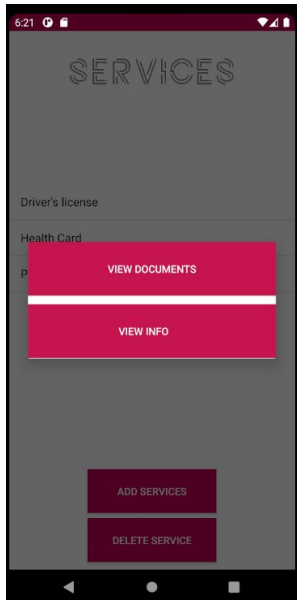 6:21
SERVICES
Driver's license
Health Card
P
VIEW DOCUMENTS
VIEW INFO
ADD SERVICES
DELETE SERVICE